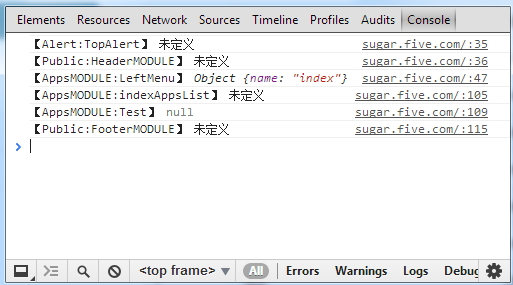 Elements Resources Network Timeline Profiles Audits Console
【Alert:TopAlert】 未定义 sugar.five.com/:35
【Public:HeaderMODULE】 未定义 sugar.five.com/:36
【AppsMODULE:LeftMenu】 Object {name: "index"} sugar.five.com/:47
【AppsMODULE:indexAppsList】 未定义 sugar.five.com/:105
【AppsMODULE:Test】 null sugar.five.com/:109
【Public:FooterMODULE】 未定义 sugar.five.com/:115
<top frame> All Errors Warnings Logs Debug